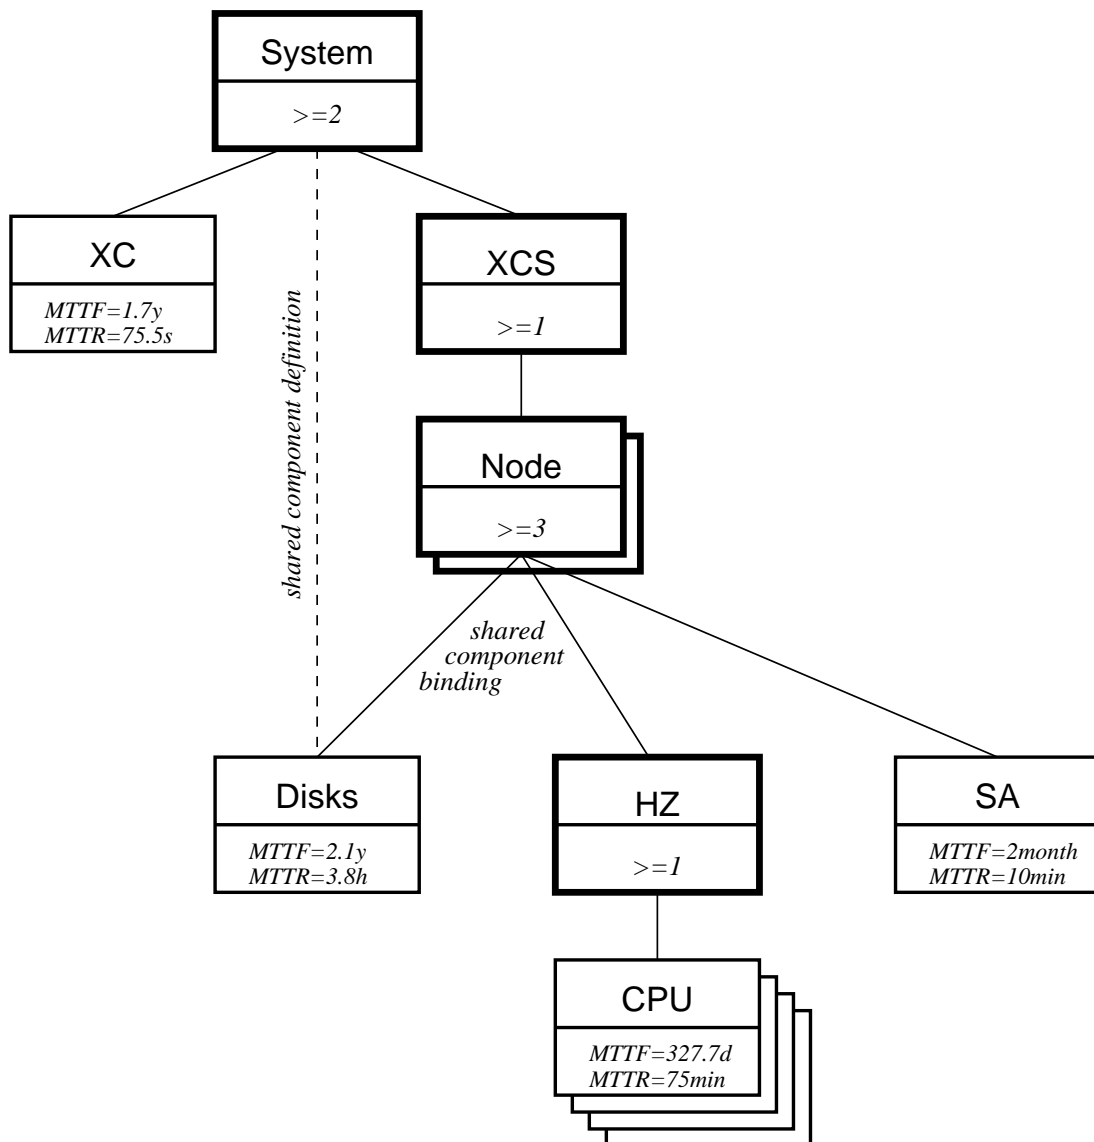 System
>=2
XC
MTTF=1.7y
MTTR=75.5s
XCS
>=1
shared component definition
Node
>=3
shared
component
binding
Disks
MTTF=2.1y
MTTR=3.8h
HZ
>=1
SA
MTTF=2month
MTTR=10min
CPU
MTTF=327.7d
MTTR=75min